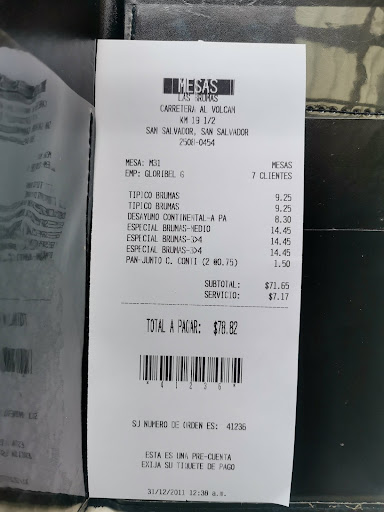 MESAS
LAS BRUMAS
CARRETERA AL VOLCAN
KM 19 1/2
SAN SALVADOR, SAN SALVADOR
2508-0454
MESA: M31 MESAS
EMP: GLORIBEL G 7 CLIENTES
TIPICO BRUMAS 9.25
TIPICO BRUMAS 9.25
DESAYUNO CONTINENTAL-A PA 8.30
ESPECIAL BRUMAS-MEDIO 14.45
ESPECIAL BRUMAS-3>4 14.45
ESPECIAL BRUMAS-3>4 14.45
PAN-JUNTO C. CONTI (2 @0.75) 1.50
SUBTOTAL: $71.65
SERVICIO: $7.17
TOTAL A PAGAR: $78.82
*41236*
SU NUMERO DE ORDEN ES: 41236
ESTA ES UNA PRE-CUENTA
EXIJA SU TIQUETE DE PAGO
31/12/2011 12:38 a.m.